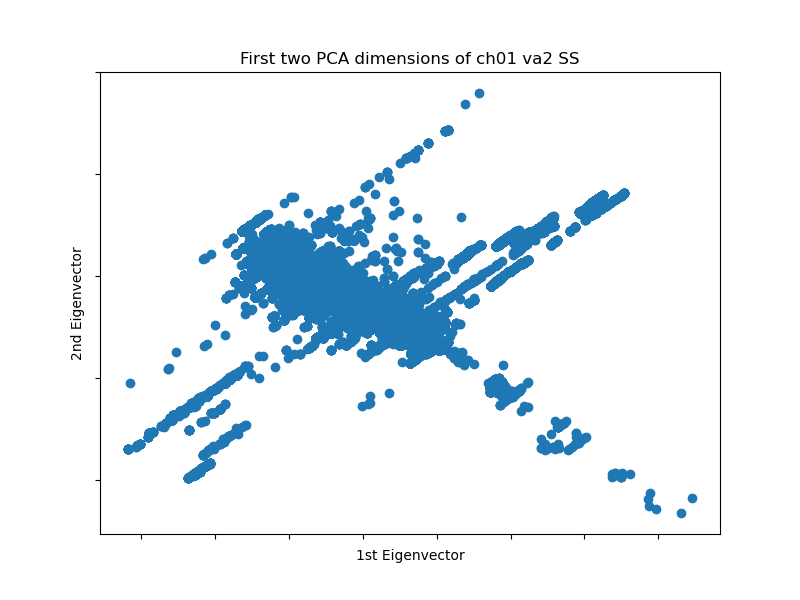 First two PCA dimensions of ch01 va2 SS
2nd Eigenvector
1st Eigenvector